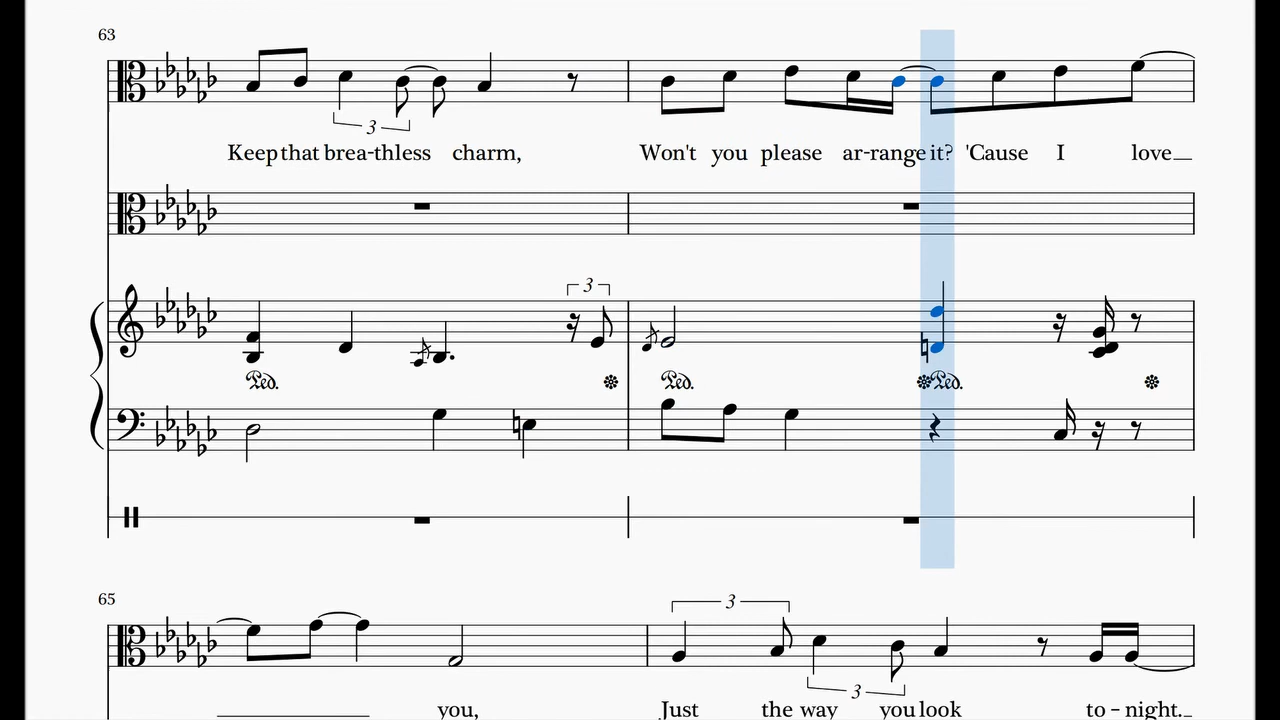 63
3
Keep that brea-thless charm, Won't you please ar-range it? 'Cause I love
3
Ped. Ped. Ped.
65
3
3
you, Just the way you look to-night.